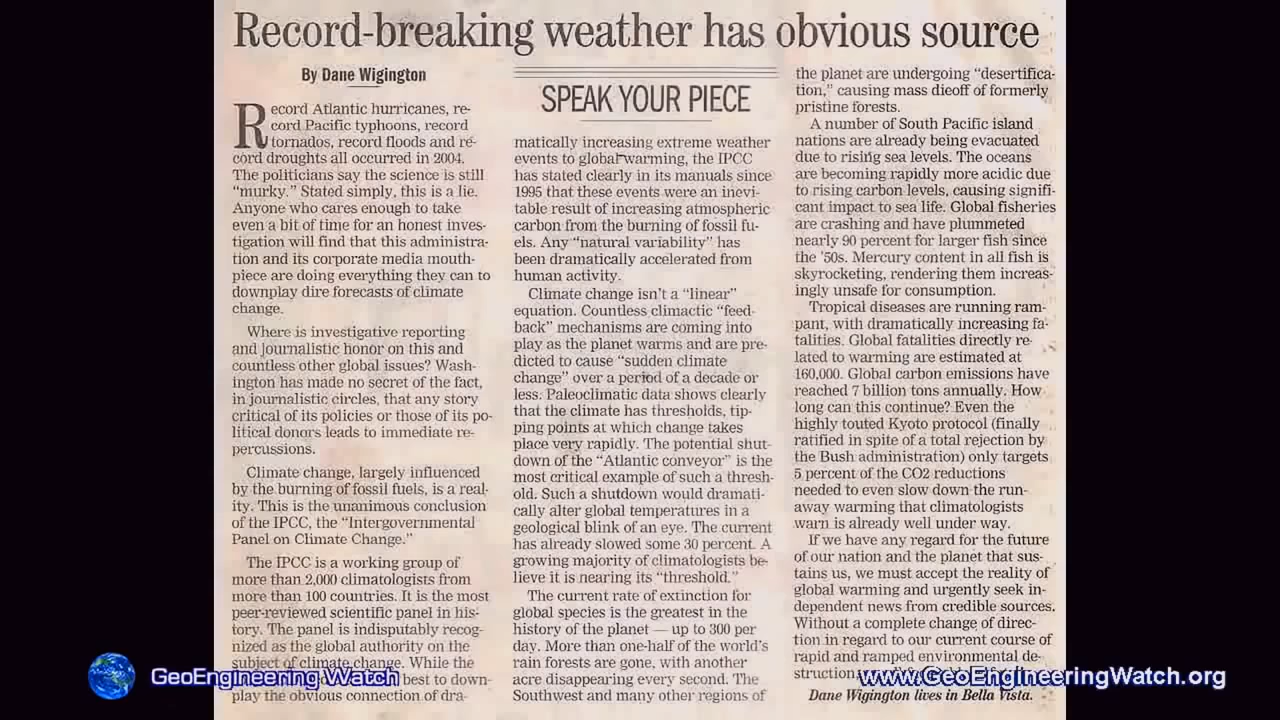 Record-breaking weather has obvious source
By Dane Wigington
Record Atlantic hurricanes, re-
cord Pacific typhoons, record
tornados, record floods and re-
cord droughts all occurred in 2004.
The politicians say the science is still
“murky.” Stated simply, this is a lie.
Anyone who cares enough to take
even a bit of time for an honest inves-
tigation will find that this administra-
tion and its corporate media mouth-
piece are doing everything they can to
downplay dire forecasts of climate
change.
Where is investigative reporting
and journalistic honor on this and
countless other global issues? Wash-
ington has made no secret of the fact,
in journalistic circles, that any story
critical of its policies or those of its po-
litical donors leads to immediate re-
percussions.
Climate change, largely influenced
by the burning of fossil fuels, is a real-
ity. This is the unanimous conclusion
of the IPCC, the “Intergovernmental
Panel on Climate Change.”
The IPCC is a working group of
more than 2,000 climatologists from
more than 100 countries. It is the most
peer-reviewed scientific panel in his-
tory. The panel is indisputably recog-
nized as the global authority on the
subject of climate change. While the
best to down-
play the obvious connection of dra-
SPEAK YOUR PIECE
matically increasing extreme weather
events to global warming, the IPCC
has stated clearly in its manuals since
1995 that these events were an inevi-
table result of increasing atmospheric
carbon from the burning of fossil fu-
els. Any “natural variability” has
been dramatically accelerated from
human activity.
Climate change isn’t a “linear”
equation. Countless climactic “feed-
back” mechanisms are coming into
play as the planet warms and are pre-
dicted to cause “sudden climate
change” over a period of a decade or
less. Paleoclimatic data shows clearly
that the climate has thresholds, tip-
ping points at which change takes
place very rapidly. The potential shut-
down of the “Atlantic conveyor” is the
most critical example of such a thresh-
old. Such a shutdown would dramati-
cally alter global temperatures in a
geological blink of an eye. The current
has already slowed some 30 percent. A
growing majority of climatologists be-
lieve it is nearing its “threshold.”
The current rate of extinction for
global species is the greatest in the
history of the planet — up to 300 per
day. More than one-half of the world’s
rain forests are gone, with another
acre disappearing every second. The
Southwest and many other regions of
the planet are undergoing “desertifica-
tion,” causing mass dieoff of formerly
pristine forests.
A number of South Pacific island
nations are already being evacuated
due to rising sea levels. The oceans
are becoming rapidly more acidic due
to rising carbon levels, causing signifi-
cant impact to sea life. Global fisheries
are crashing and have plummeted
nearly 90 percent for larger fish since
the ’50s. Mercury content in all fish is
skyrocketing, rendering them increas-
ingly unsafe for consumption.
Tropical diseases are running ram-
pant, with dramatically increasing fa-
talities. Global fatalities directly re-
lated to warming are estimated at
160,000. Global carbon emissions have
reached 7 billion tons annually. How
long can this continue? Even the
highly touted Kyoto protocol (finally
ratified in spite of a total rejection by
the Bush administration) only targets
5 percent of the CO2 reductions
needed to even slow down the run-
away warming that climatologists
warn is already well under way.
If we have any regard for the future
of our nation and the planet that sus-
tains us, we must accept the reality of
global warming and urgently seek in-
dependent news from credible sources.
Without a complete change of direc-
tion in regard to our current course of
rapid and ramped environmental de-
struction,
Dane Wigington lives in Bella Vista.
GeoEngineering Watch
www.GeoEngineeringWatch.org